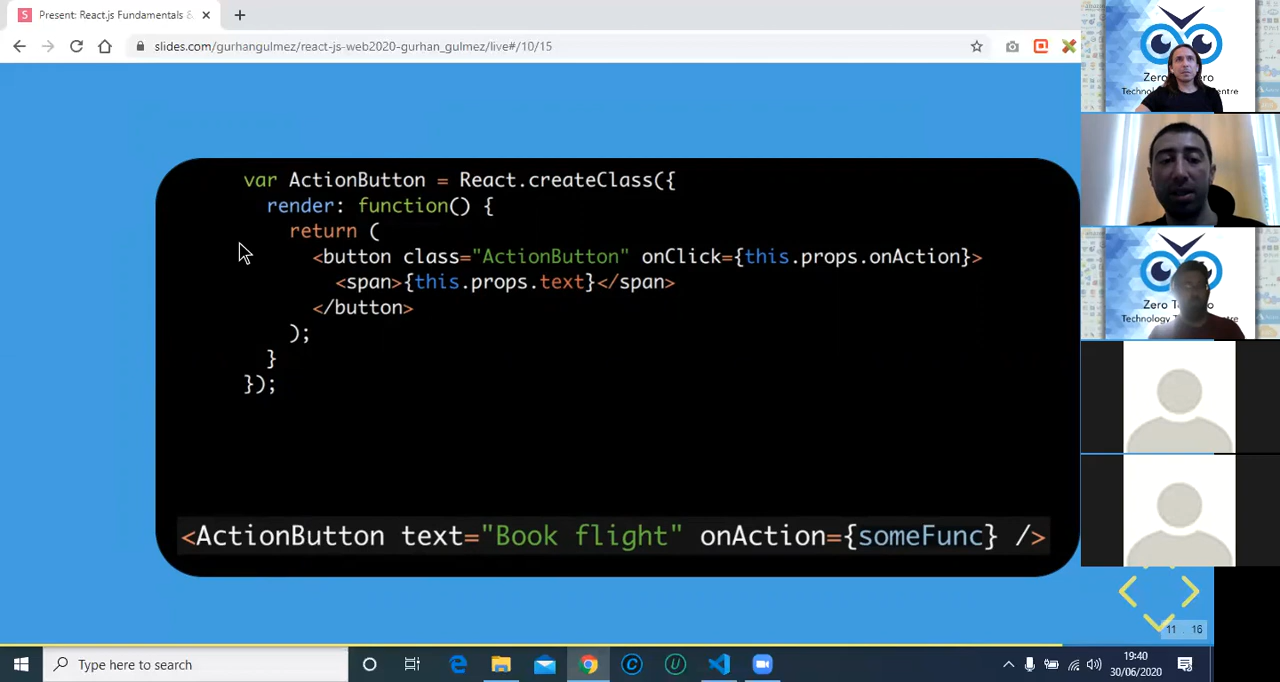 Present: React.js Fundamentals &
slides.com/gurhangulmez/react-js-web2020-gurhan_gulmez/live#/10/15
var ActionButton = React.createClass({
render: function() {
return (
<button class="ActionButton" onClick={this.props.onAction}>
<span>{this.props.text}</span>
</button>
);
}
});
<ActionButton text="Book flight" onAction={someFunc} />
11 16
Type here to search
19:40
30/06/2020